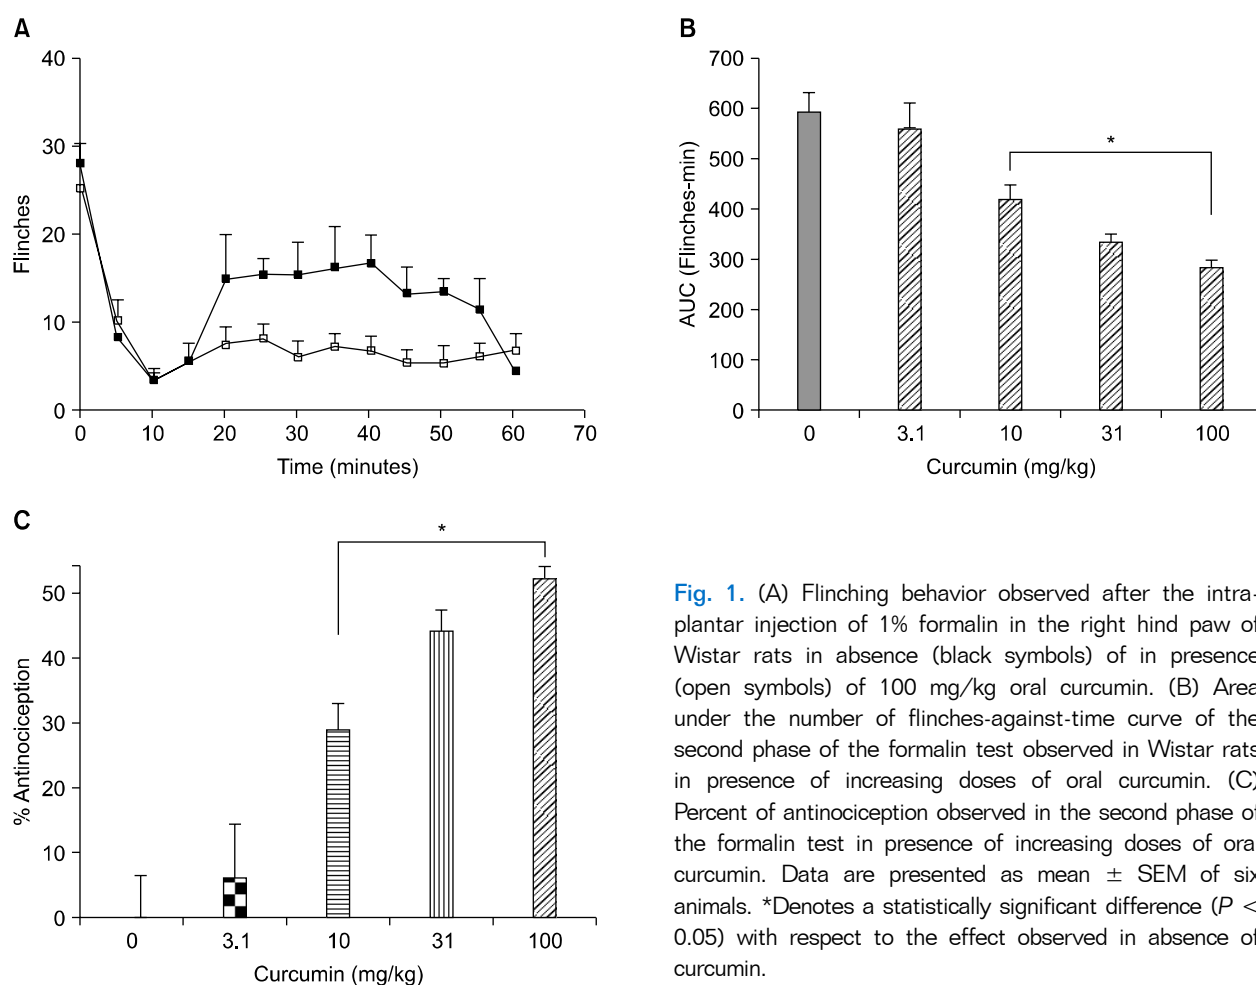 A
40
30
20
10
0
Flinches
0 10 20 30 40 50 60 70
Time (minutes)
B
700
600
500
400
300
200
100
0
AUC (Flinches-min)
*
0 3.1 10 31 100
Curcumin (mg/kg)
C
50
40
30
20
10
0
% Antinociception
*
0 3.1 10 31 100
Curcumin (mg/kg)
Fig. 1. (A) Flinching behavior observed after the intra-
plantar injection of 1% formalin in the right hind paw of
Wistar rats in absence (black symbols) of in presence
(open symbols) of 100 mg/kg oral curcumin. (B) Area
under the number of flinches-against-time curve of the
second phase of the formalin test observed in Wistar rats
in presence of increasing doses of oral curcumin. (C)
Percent of antinociception observed in the second phase of
the formalin test in presence of increasing doses of ora
curcumin. Data are presented as mean ± SEM of six
animals. *Denotes a statistically significant difference (P <
0.05) with respect to the effect observed in absence of
curcumin.